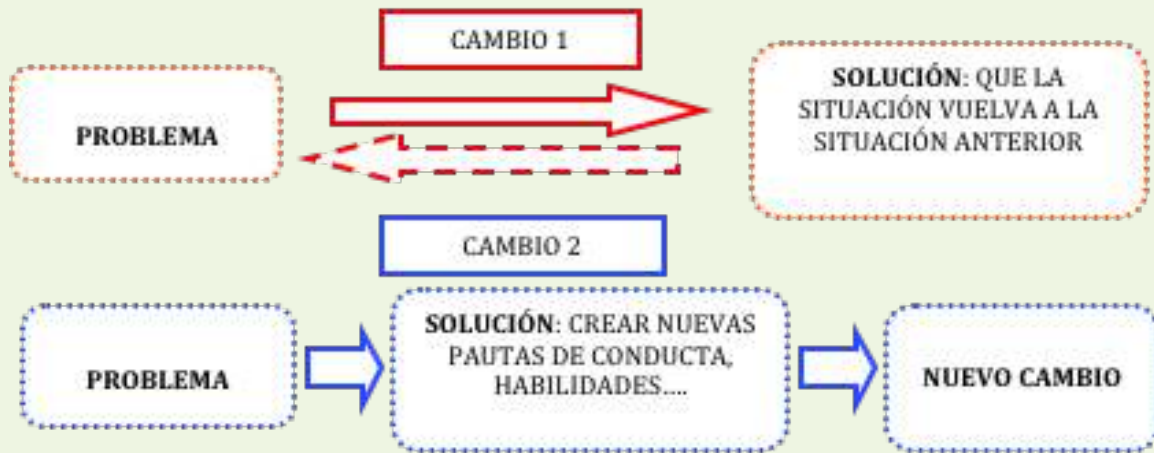 CAMBIO 1
PROBLEMA
SOLUCIÓN: QUE LA
SITUACIÓN VUELVA A LA
SITUACIÓN ANTERIOR
CAMBIO 2
PROBLEMA
SOLUCIÓN: CREAR NUEVAS
PAUTAS DE CONDUCTA,
HABILIDADES....
NUEVO CAMBIO